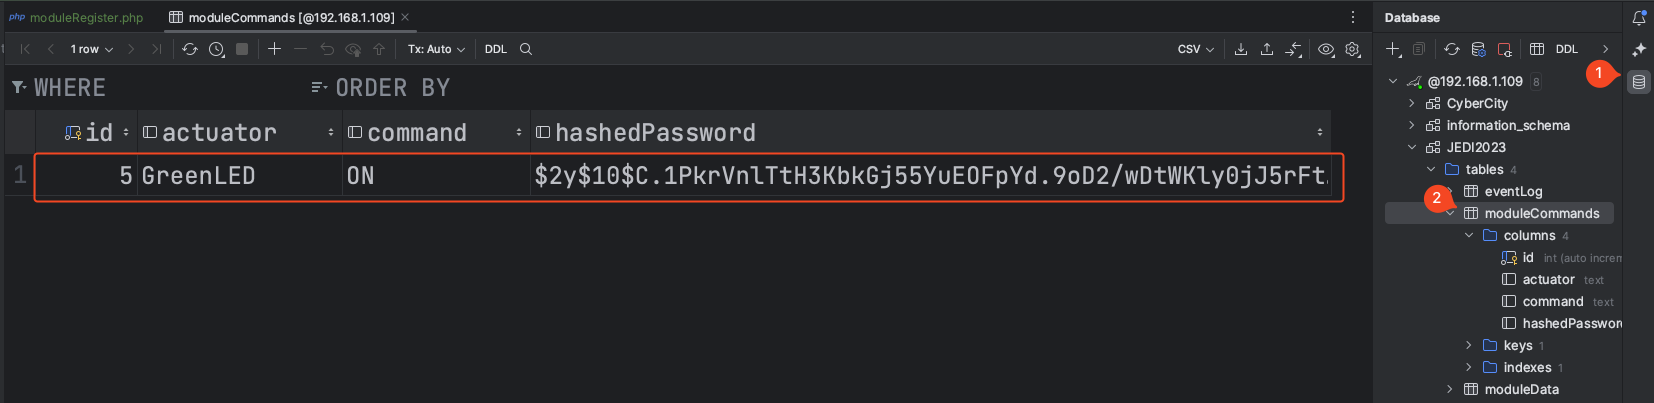 php moduleRegister.php
moduleCommands [@192.168.1.109]
1 row
Tx: Auto
DDL
CSV
WHERE
ORDER BY
id actuator command hashedPassword
1 5 GreenLED ON $2y$10$C.1PkrVnlTtH3KbkGj55YuEOFpYd.9oD2/wDtWKly0jJ5rFt
Database
DDL
1
@192.168.1.109 8
CyberCity
information_schema
JEDI2023
tables 4
eventLog
2
moduleCommands
columns 4
id int (auto increm
actuator text
command text
hashedPassword
keys 1
indexes 1
moduleData